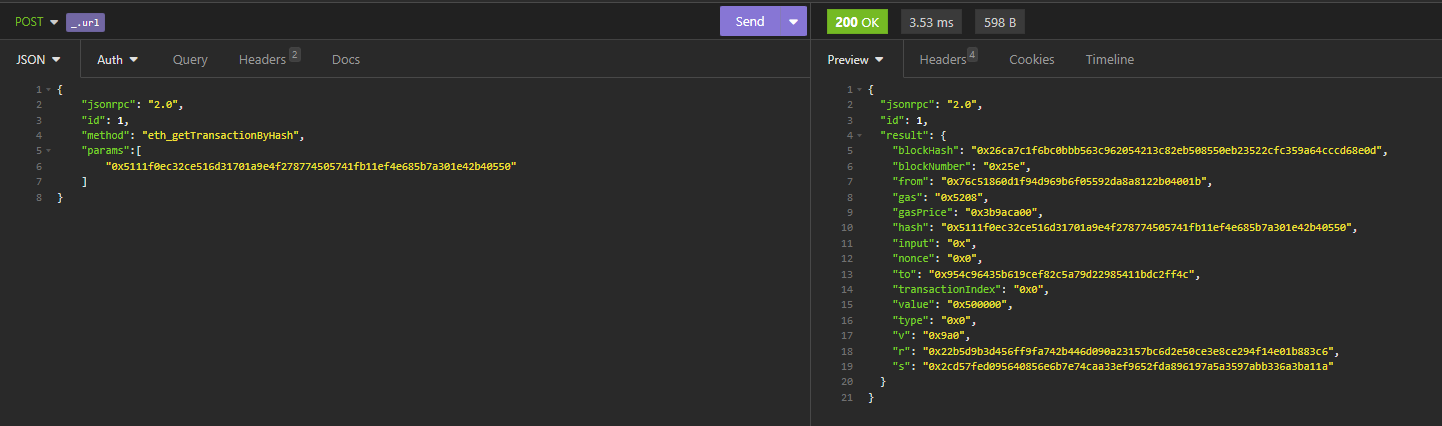 POST _.url Send 200 OK 3.53 ms 598 B
JSON Auth Query Headers 2 Docs Preview Headers 4 Cookies Timeline
1 {
2 "jsonrpc": "2.0",
3 "id": 1,
4 "method": "eth_getTransactionByHash",
5 "params":[
6 "0x5111f0ec32ce516d31701a9e4f278774505741fb11ef4e685b7a301e42b40550"
7 ]
8 }
1 {
2 "jsonrpc": "2.0",
3 "id": 1,
4 "result": {
5 "blockHash": "0x26ca7c1f6bc0bbb563c962054213c82eb508550eb23522cfc359a64cccd68e0d",
6 "blockNumber": "0x25e",
7 "from": "0x76c51860d1f94d969b6f05592da8a8122b04001b",
8 "gas": "0x5208",
9 "gasPrice": "0x3b9aca00",
10 "hash": "0x5111f0ec32ce516d31701a9e4f278774505741fb11ef4e685b7a301e42b40550",
11 "input": "0x",
12 "nonce": "0x0",
13 "to": "0x954c96435b619cef82c5a79d22985411bdc2ff4c",
14 "transactionIndex": "0x0",
15 "value": "0x500000",
16 "type": "0x0",
17 "v": "0x9a0",
18 "r": "0x22b5d9b3d456ff9fa742b446d090a23157bc6d2e50ce3e8ce294f14e01b883c6",
19 "s": "0x2cd57fed095640856e6b7e74caa33ef9652fda896197a5a3597abb336a3ba11a"
20 }
21 }